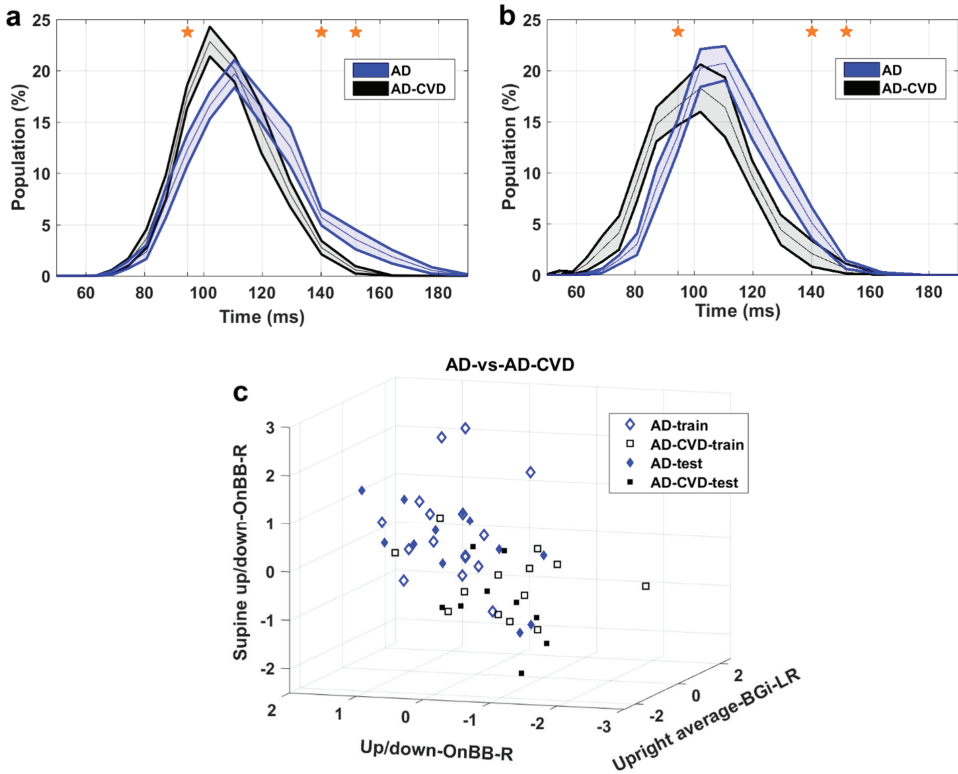 a
25
20
15
10
5
0
Population (%)
60 80 100 120 140 160 180
Time (ms)
AD
AD-CVD
b
25
20
15
10
5
0
Population (%)
60 80 100 120 140 160 180
Time (ms)
AD
AD-CVD
c
AD-vs-AD-CVD
3
2
1
0
-1
-2
Supine up/down-OnBB-R
2 1 0 -1 -2 -3
Up/down-OnBB-R
-2 0 2
Upright average-BGi-LR
AD-train
AD-CVD-train
AD-test
AD-CVD-test